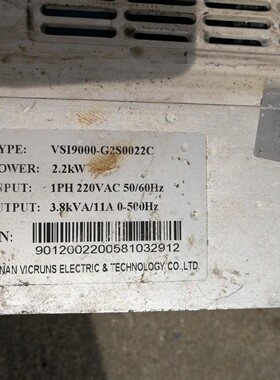 YPE: VSI9000-G2S0022C
OWER: 2.2kW
NPUT: 1PH 220VAC 50/60Hz
UTPUT: 3.8kVA/11A 0-500Hz
N:
9012002200581032912
NAN VICRUNS ELECTRIC & TECHNOLOGY CO.,LTD.